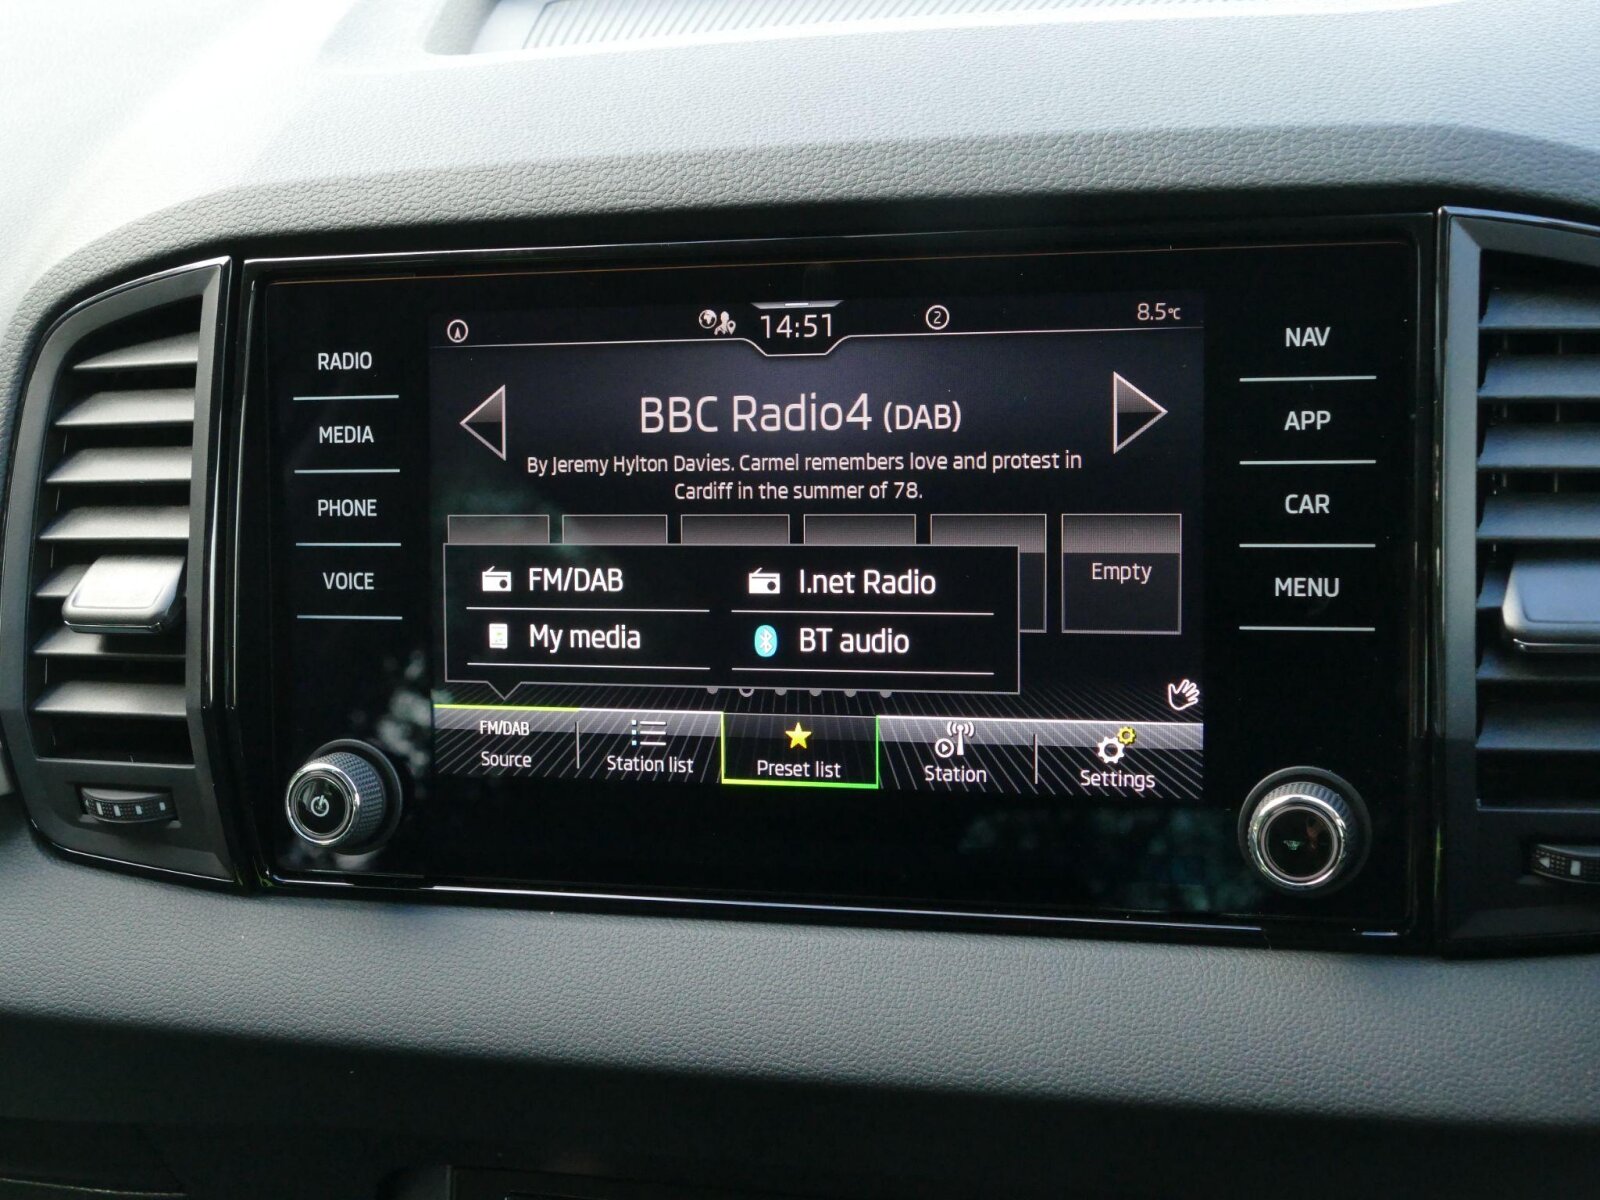 14:51
2
8.5°C
RADIO
MEDIA
PHONE
VOICE
BBC Radio4 (DAB)
By Jeremy Hylton Davies. Carmel remembers love and protest in
Cardiff in the summer of 78.
FM/DAB
I.net Radio
My media
BT audio
Empty
FM/DAB
Source
Station list
Preset list
Station
Settings
NAV
APP
CAR
MENU